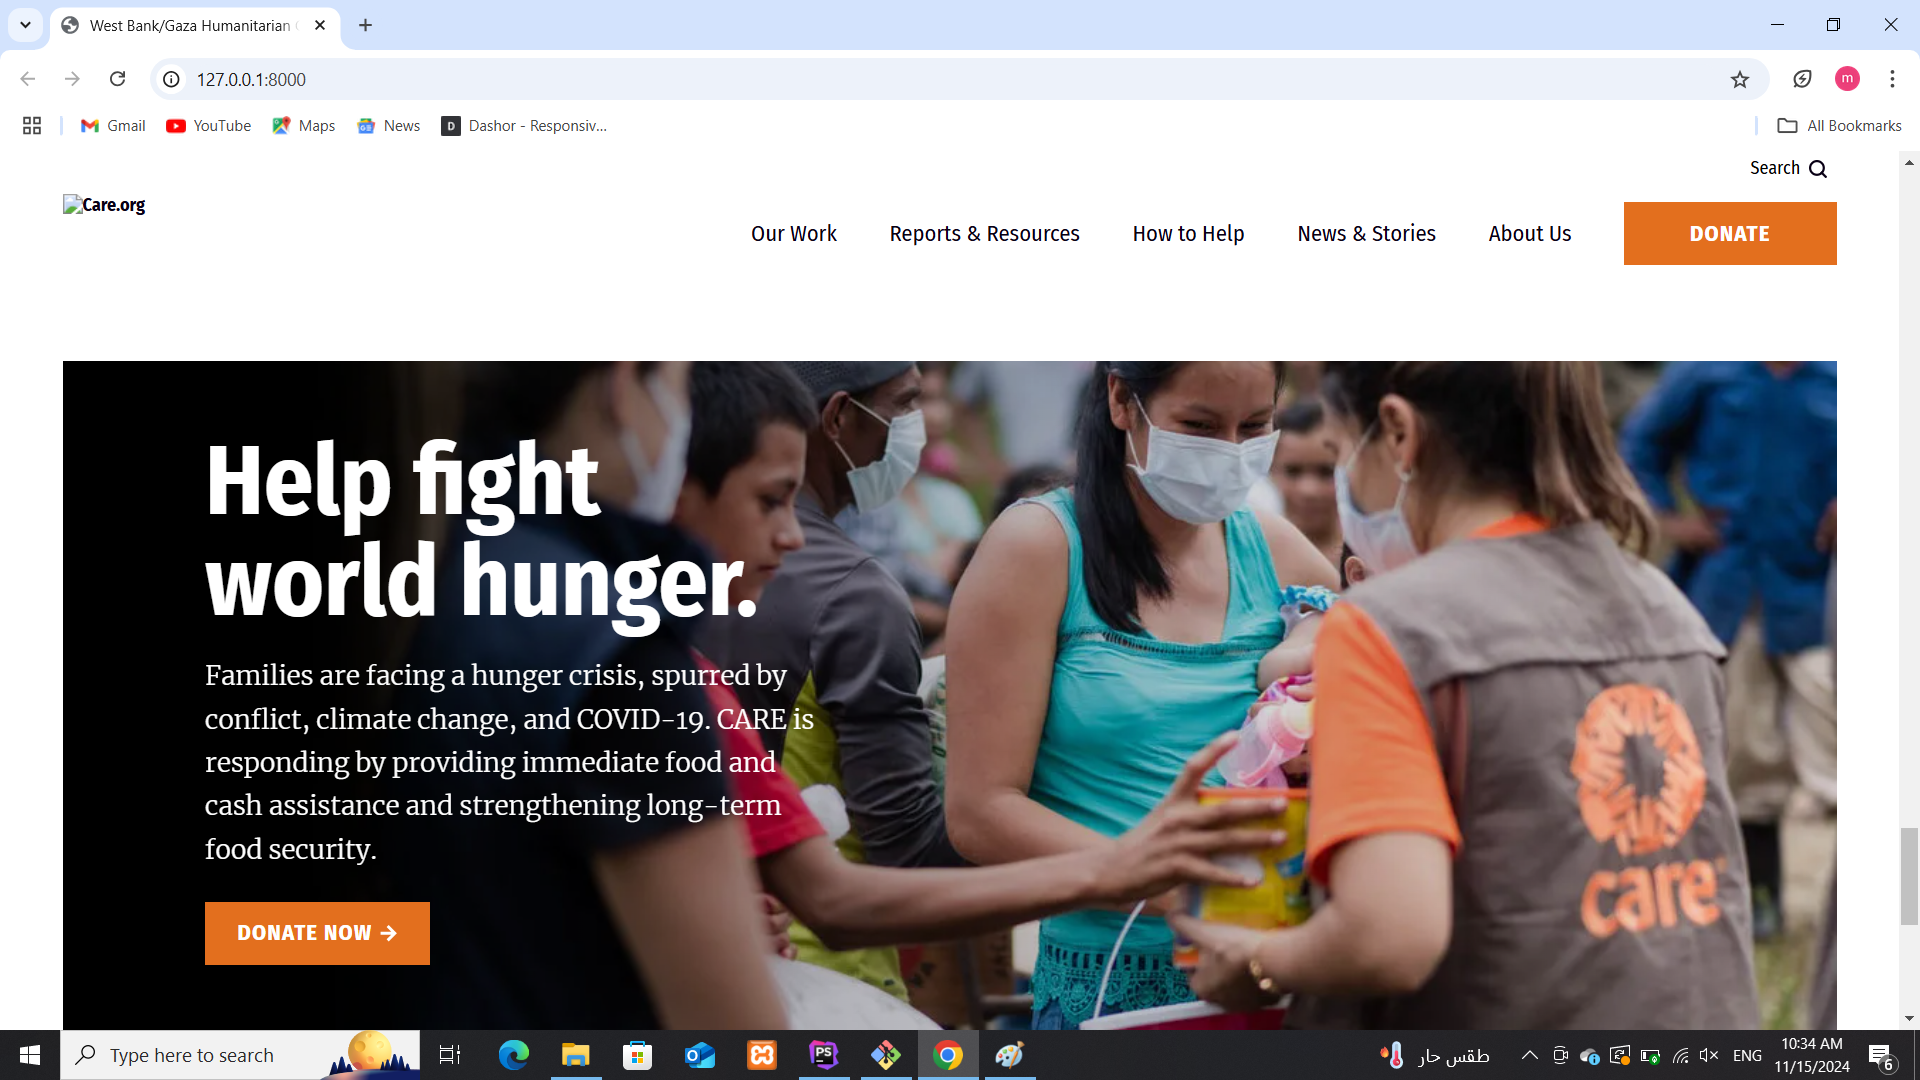 West Bank/Gaza Humanitarian
127.0.0.1:8000
Gmail
YouTube
Maps
News
D
Dashor - Responsiv...
All Bookmarks
m
Search
Care.org
Our Work
Reports & Resources
How to Help
News & Stories
About Us
DONATE
Help fight
world hunger.
Families are facing a hunger crisis, spurred by
conflict, climate change, and COVID-19. CARE is
responding by providing immediate food and
cash assistance and strengthening long-term
food security.
DONATE NOW
care
Type here to search
PS
طقس حار
ENG
10:34 AM
11/15/2024
6